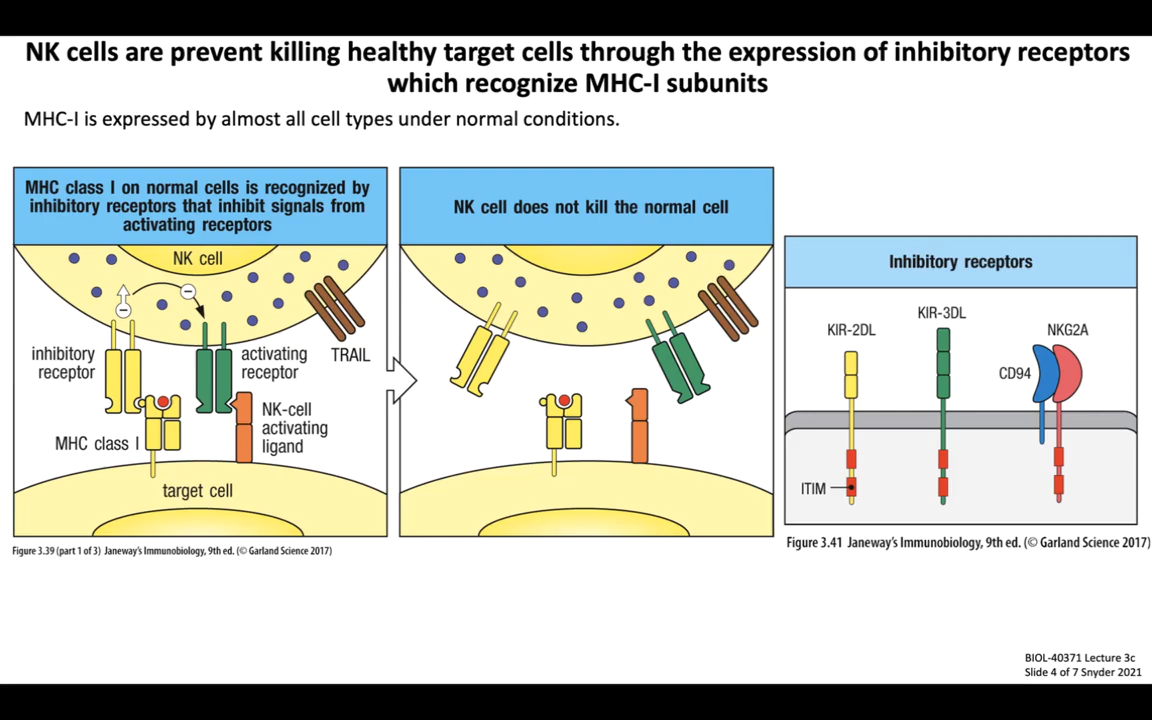 NK cells are prevent killing healthy target cells through the expression of inhibitory receptors
which recognize MHC-I subunits
MHC-I is expressed by almost all cell types under normal conditions.
MHC class I on normal cells is recognized by
inhibitory receptors that inhibit signals from
activating receptors
NK cell
inhibitory
receptor
activating
receptor
TRAIL
MHC class I
NK-cell
activating
ligand
target cell
Figure 3.39 (part 1 of 3) Janeway's Immunobiology, 9th ed. (© Garland Science 2017)
NK cell does not kill the normal cell
Inhibitory receptors
KIR-2DL
KIR-3DL
NKG2A
CD94
ITIM
Figure 3.41 Janeway's Immunobiology, 9th ed. (© Garland Science 2017)
BIOL-40371 Lecture 3c
Slide 4 of 7 Snyder 2021